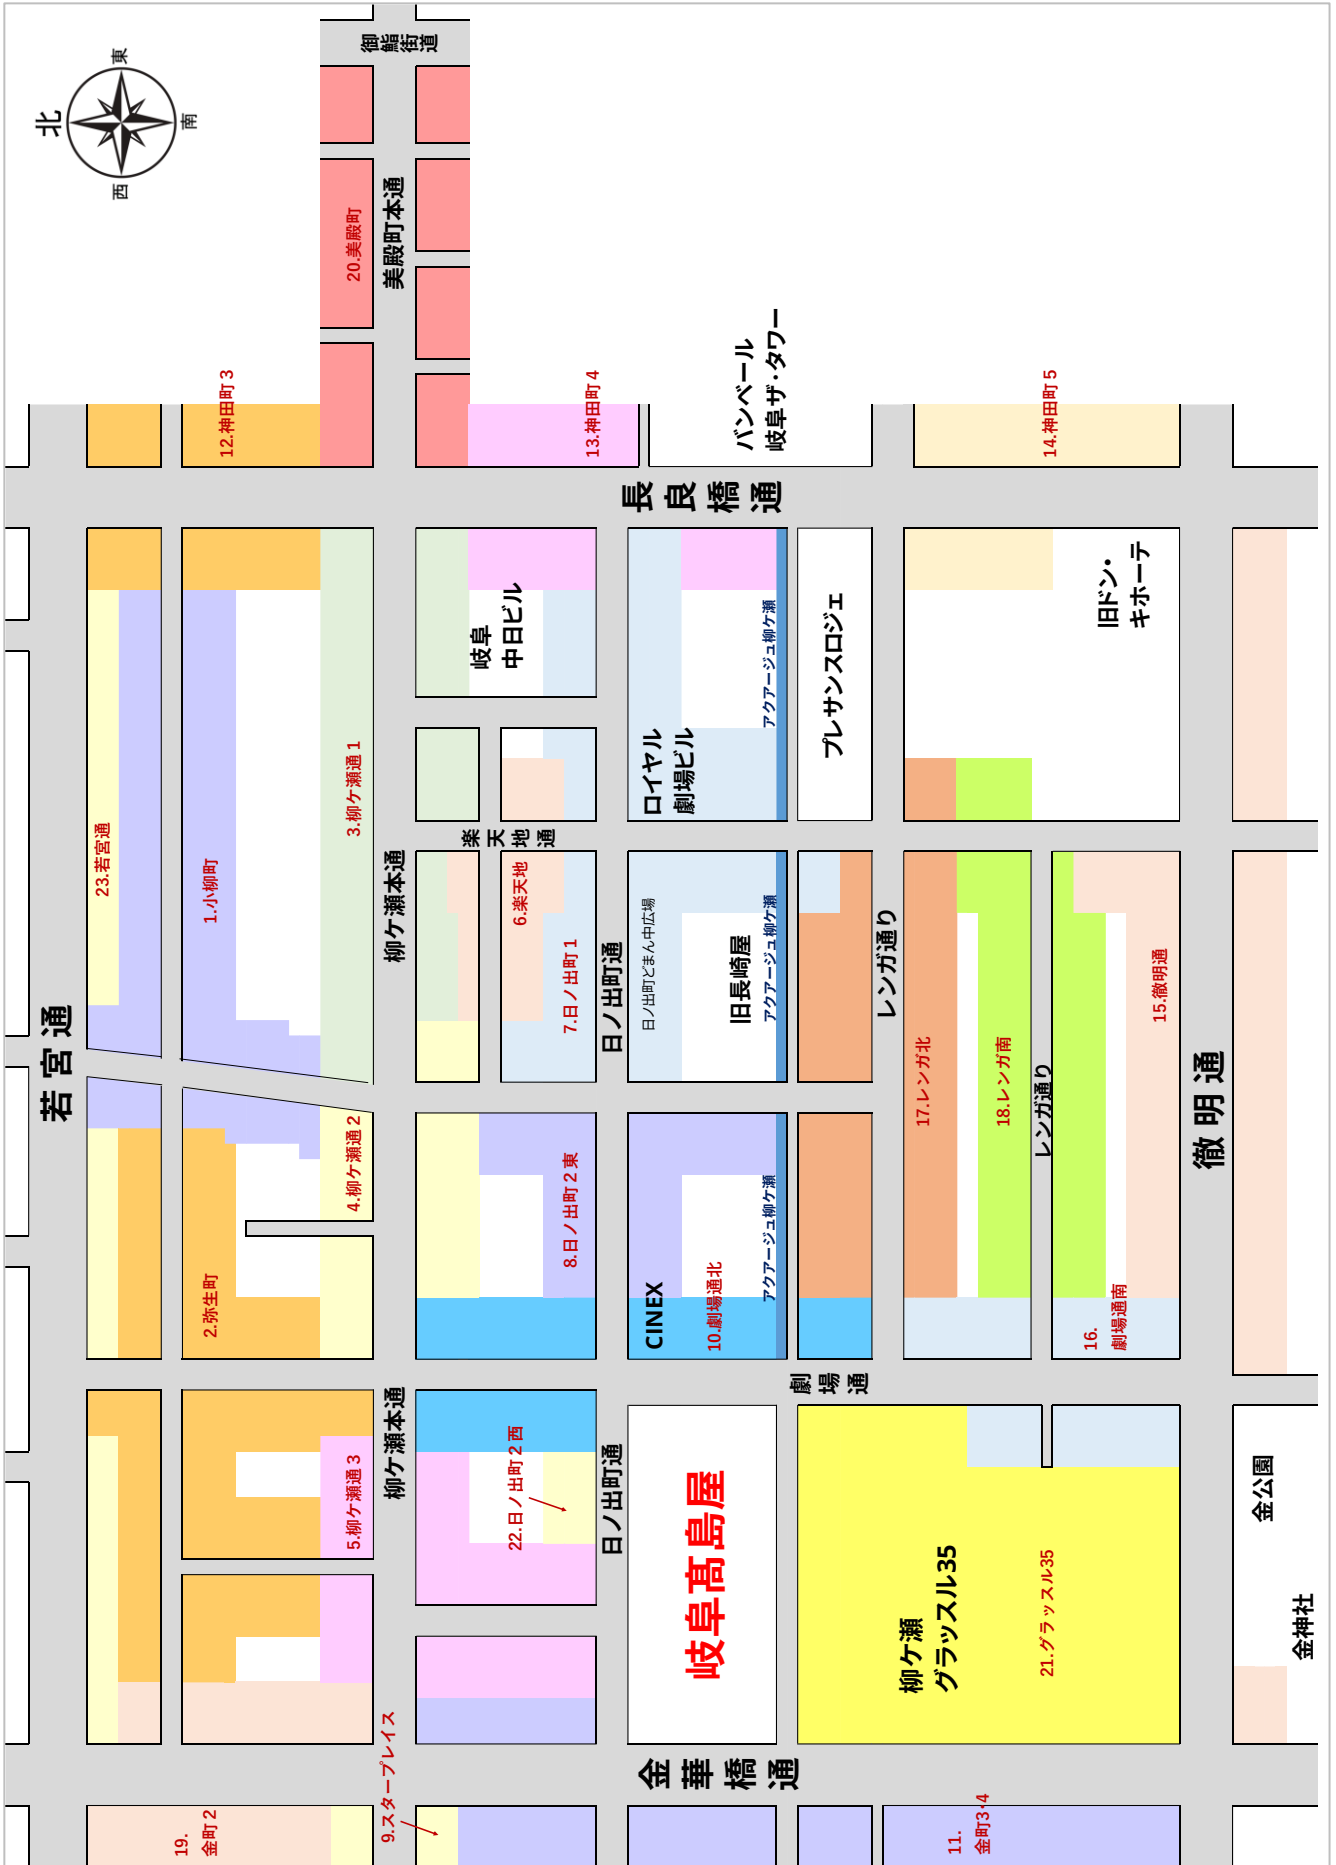 北
東
南
西
若宮通
23.若宮通
1.小柳町
2.弥生町
12.神田町３
3.柳ケ瀬通１
4.柳ケ瀬通２
5.柳ケ瀬通３
19.
金町２
御鮨街道
20.美殿町
美殿町本通
柳ケ瀬本通
柳ケ瀬本通
9.スタープレイス
13.神田町４
岐阜
中日ビル
楽天地通
6.楽天地
7.日ノ出町１
8.日ノ出町２東
22.日ノ出町２西
日ノ出町通
日ノ出町通
長良橋通
ロイヤル
劇場ビル
日ノ出町どまん中広場
旧長崎屋
CINEX
10.劇場通北
岐阜髙島屋
金華橋通
アクアージュ柳ケ瀬
アクアージュ柳ケ瀬
アクアージュ柳ケ瀬
バンベール
岐阜ザ･タワー
プレサンスロジェ
劇場通
レンガ通り
17.レンガ北
18.レンガ南
レンガ通り
14.神田町５
旧ドン・
キホーテ
15.徹明通
16.
劇場通南
柳ケ瀬
グラッスル35
21.グラッスル35
11.
金町3･4
徹明通
金公園
金神社